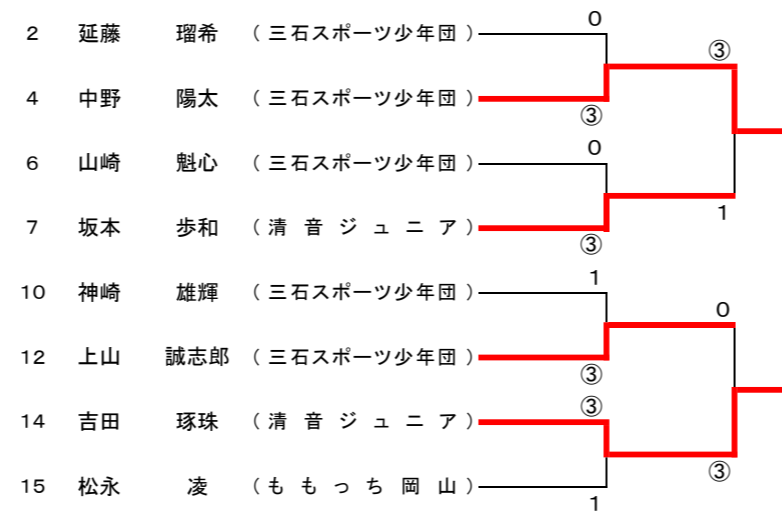 2 延藤 瑠希 (三石スポーツ少年団) 0
③
4 中野 陽太 (三石スポーツ少年団) ③
6 山崎 魁心 (三石スポーツ少年団) 0
1
7 坂本 歩和 (清音ジュニア) ③
10 神崎 雄輝 (三石スポーツ少年団) 1
0
12 上山 誠志郎 (三石スポーツ少年団) ③
14 吉田 琢珠 (清音ジュニア) ③
③
15 松永 凌 (ももっち岡山) 1